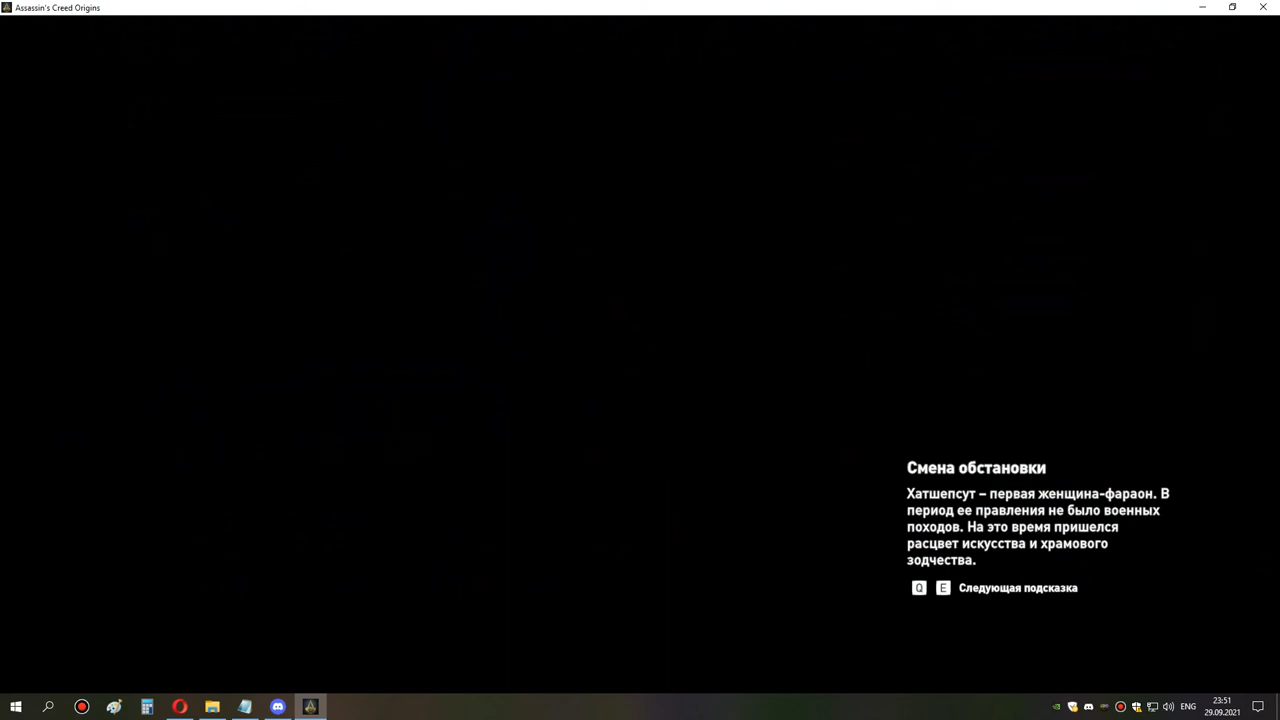 Assassin's Creed Origins
Смена обстановки
Хатшепсут – первая женщина-фараон. В
период ее правления не было военных
походов. На это время пришелся
расцвет искусства и храмового
зодчества.
Q E Следующая подсказка
ENG
23:51
29.09.2021